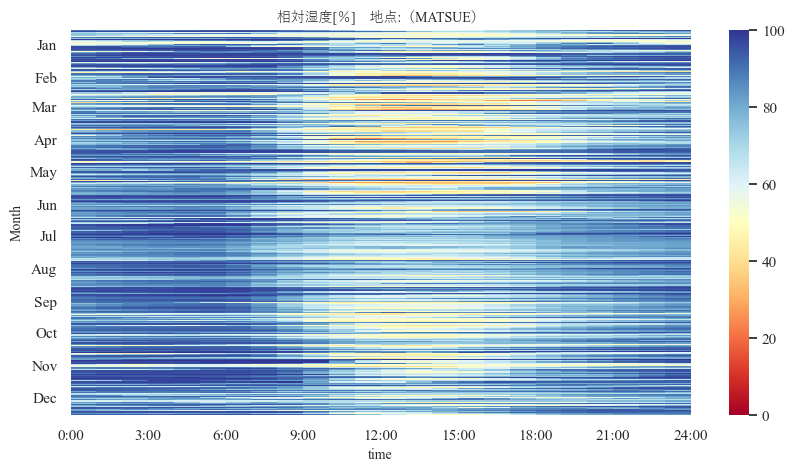 相対湿度[%]　地点:（MATSUE）
Jan
Feb
Mar
Apr
May
Jun
Jul
Aug
Sep
Oct
Nov
Dec
Month
0:00 3:00 6:00 9:00 12:00 15:00 18:00 21:00 24:00
time
100
80
60
40
20
0